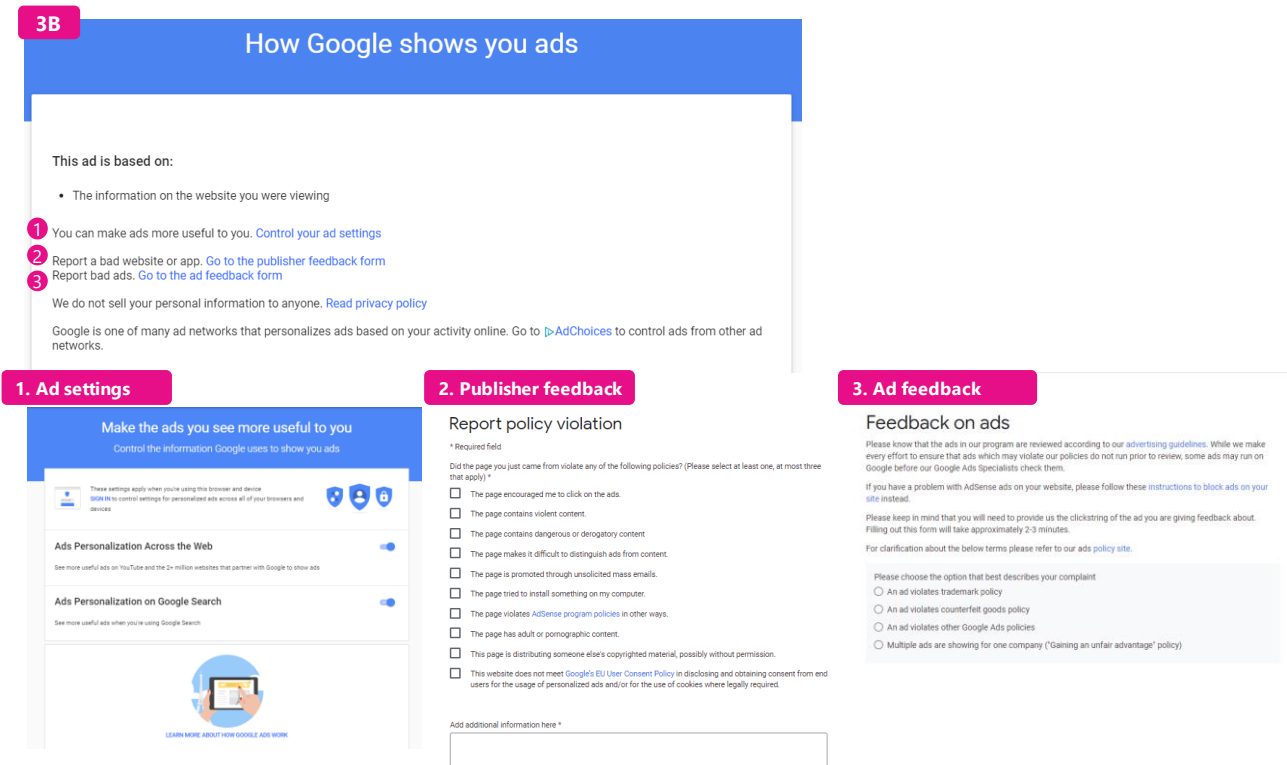 3B
How Google shows you ads
This ad is based on:
• The information on the website you were viewing
1
You can make ads more useful to you. Control your ad settings
2
Report a bad website or app. Go to the publisher feedback form
3
Report bad ads. Go to the ad feedback form
We do not sell your personal information to anyone. Read privacy policy
Google is one of many ad networks that personalizes ads based on your activity online. Go to AdChoices to control ads from other ad
networks.
1. Ad settings
Make the ads you see more useful to you
Control the information Google uses to show you ads
These settings apply when you're using this browser and device
SIGN IN to control settings for personalized ads across all of your browsers and
devices
Ads Personalization Across the Web
See more useful ads on YouTube and the 2+ million websites that partner with Google to show ads
Ads Personalization on Google Search
See more useful ads when you're using Google Search
LEARN MORE ABOUT HOW GOOGLE ADS WORK
2. Publisher feedback
Report policy violation
* Required field
Did the page you just came from violate any of the following policies? (Please select at least one, at most three
that apply) *
The page encouraged me to click on the ads.
The page contains violent content.
The page contains dangerous or derogatory content
The page makes it difficult to distinguish ads from content.
The page is promoted through unsolicited mass emails.
The page tried to install something on my computer.
The page violates AdSense program policies in other ways.
The page has adult or pornographic content.
This page is distributing someone else's copyrighted material, possibly without permission.
This website does not meet Google's EU User Consent Policy in disclosing and obtaining consent from end
users for the usage of personalized ads and/or for the use of cookies where legally required.
Add additional information here *
3. Ad feedback
Feedback on ads
Please know that the ads in our program are reviewed according to our advertising guidelines. While we make
every effort to ensure that ads which may violate our policies do not run prior to review, some ads may run on
Google before our Google Ads Specialists check them.
If you have a problem with AdSense ads on your website, please follow these instructions to block ads on your
site instead.
Please keep in mind that you will need to provide us the clickstring of the ad you are giving feedback about.
Filling out this form will take approximately 2-3 minutes.
For clarification about the below terms please refer to our ads policy site.
Please choose the option that best describes your complaint
An ad violates trademark policy
An ad violates counterfeit goods policy
An ad violates other Google Ads policies
Multiple ads are showing for one company ("Gaining an unfair advantage" policy)